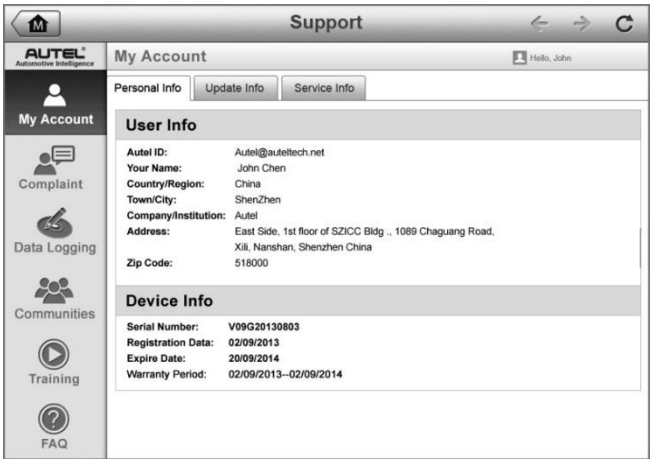 M
Support
AUTEL®
Automotive Intelligence
My Account
Hello, John
Personal Info
Update Info
Service Info
My Account
Complaint
Data Logging
Communities
Training
?
FAQ
User Info
Autel ID: Autel@auteltech.net
Your Name: John Chen
Country/Region: China
Town/City: ShenZhen
Company/Institution: Autel
Address: East Side, 1st floor of SZICC Bldg ., 1089 Chaguang Road,
Xili, Nanshan, Shenzhen China
Zip Code: 518000
Device Info
Serial Number: V09G20130803
Registration Data: 02/09/2013
Expire Date: 20/09/2014
Warranty Period: 02/09/2013--02/09/2014